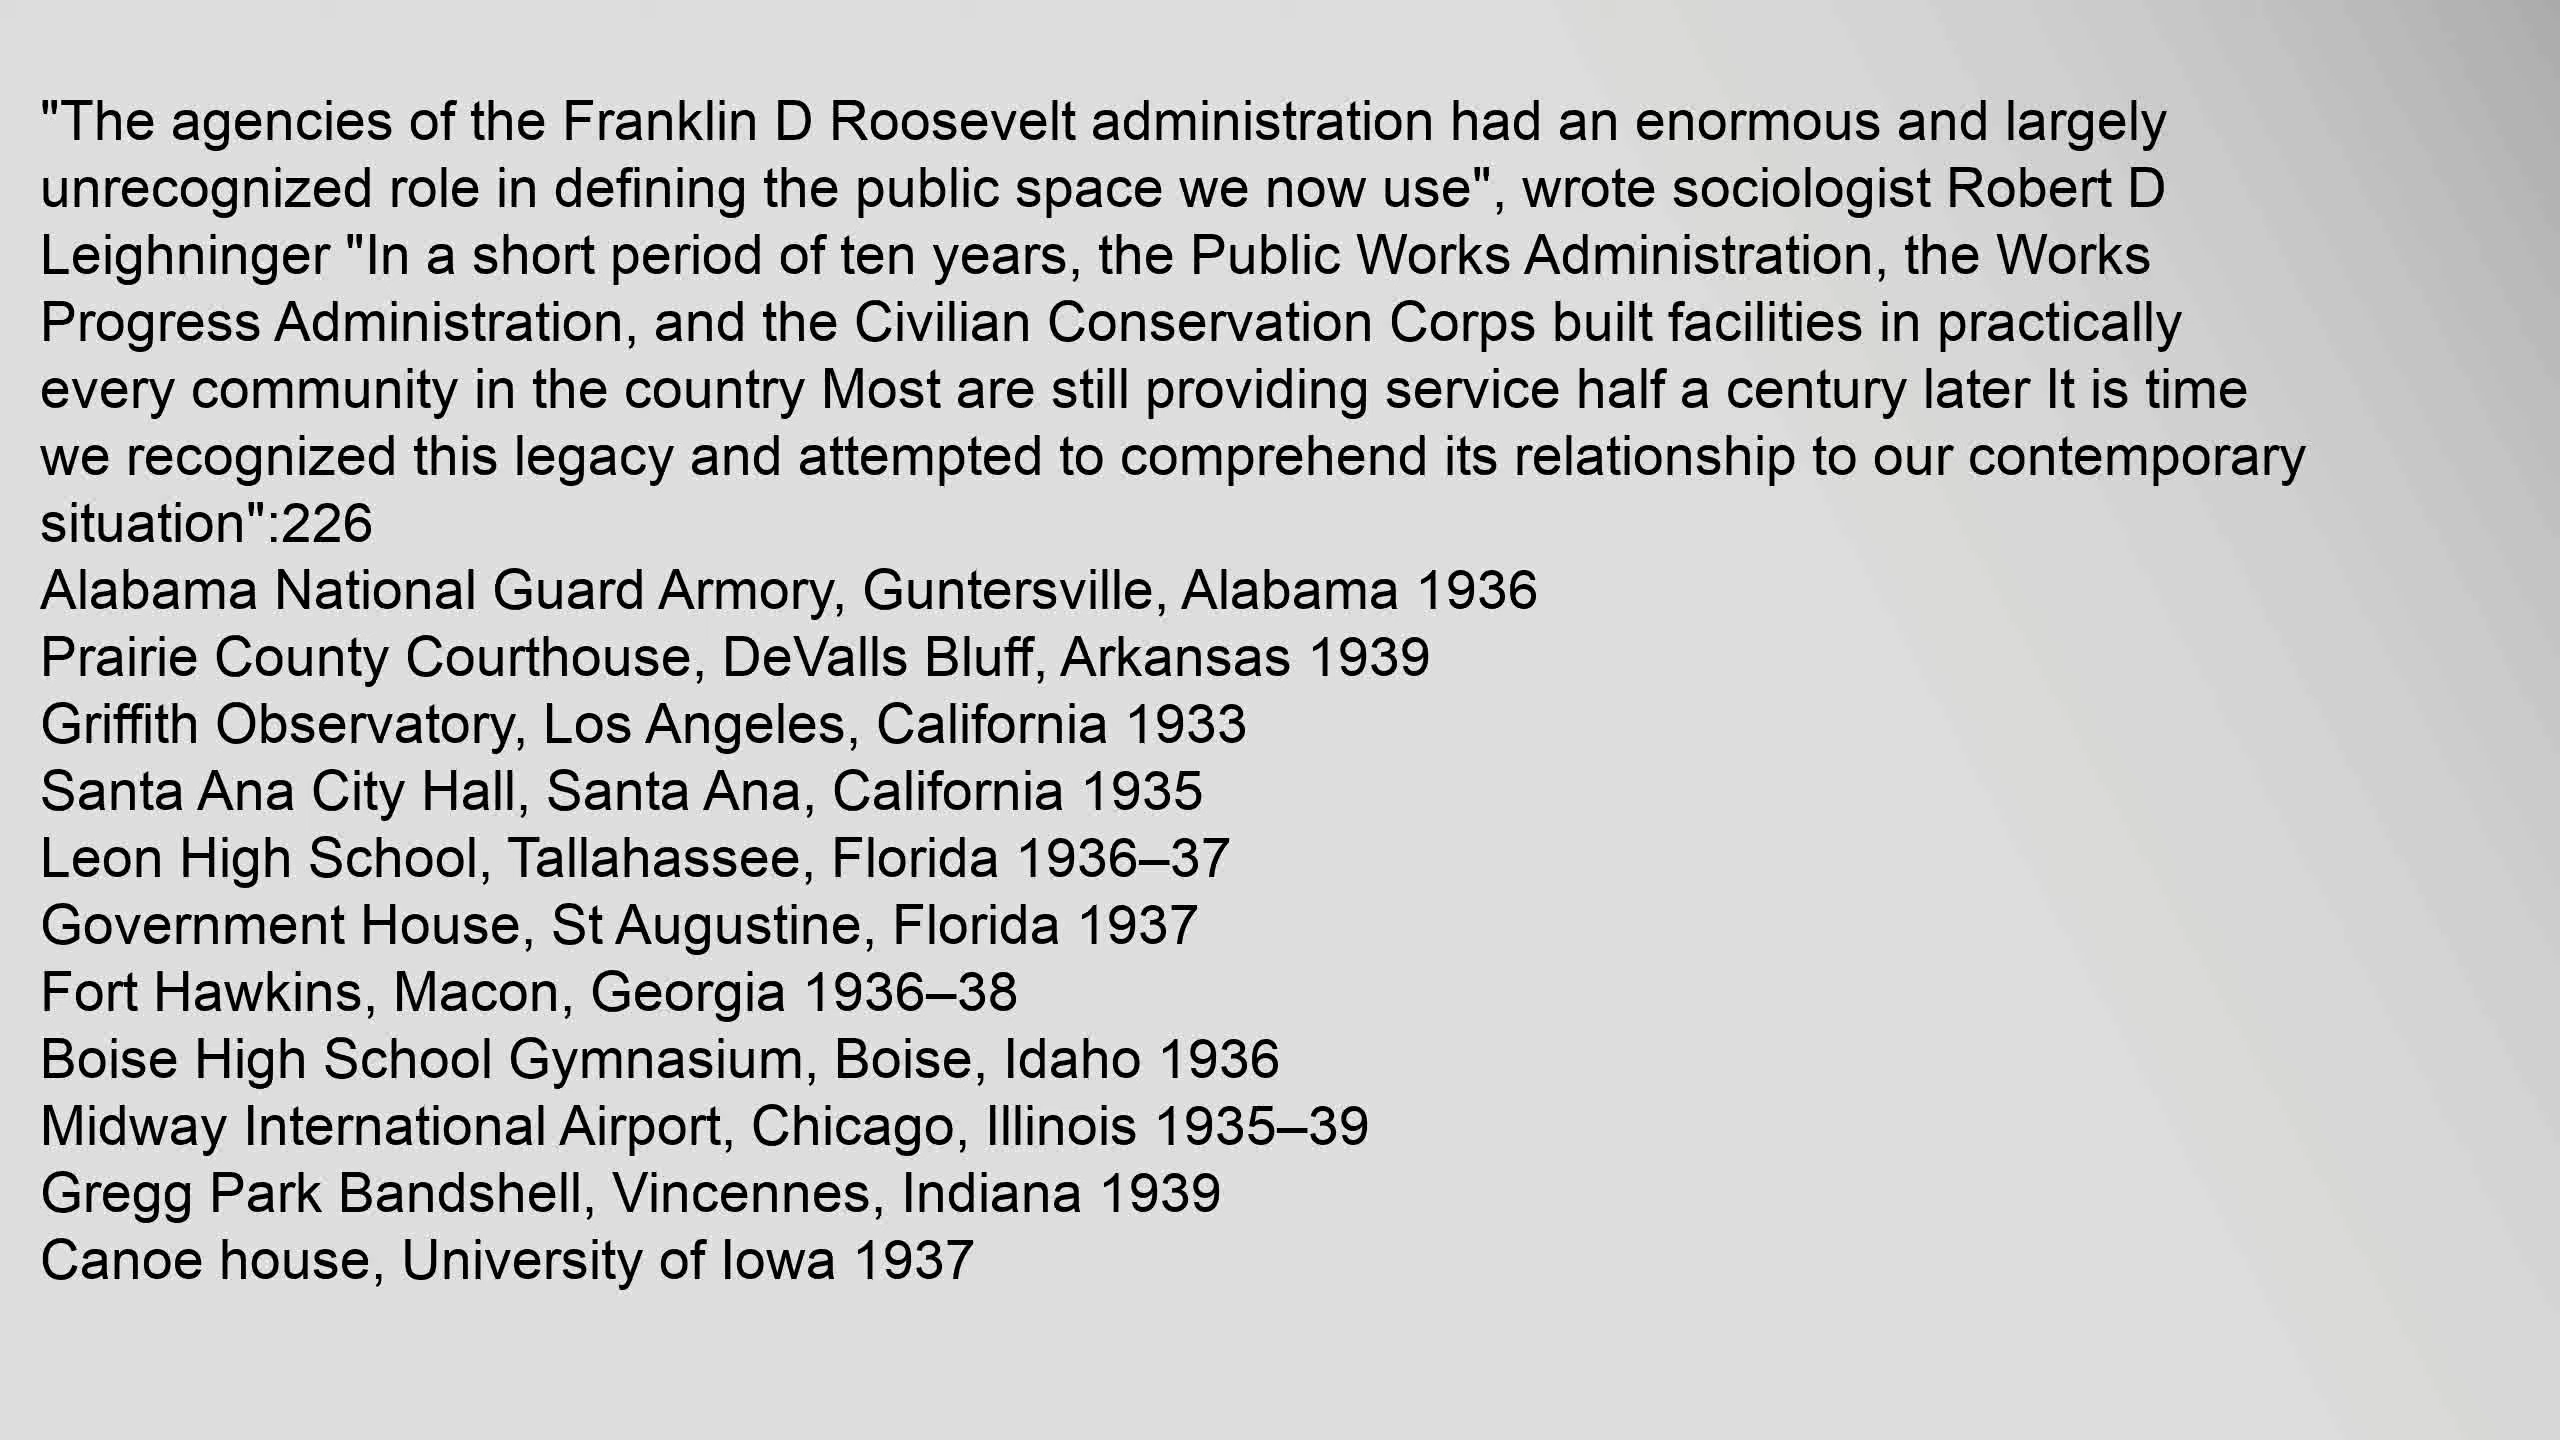 "The agencies of the Franklin D Roosevelt administration had an enormous and largely
unrecognized role in defining the public space we now use", wrote sociologist Robert D
Leighninger "In a short period of ten years, the Public Works Administration, the Works
Progress Administration, and the Civilian Conservation Corps built facilities in practically
every community in the country Most are still providing service half a century later It is time
we recognized this legacy and attempted to comprehend its relationship to our contemporary
situation":226
Alabama National Guard Armory, Guntersville, Alabama 1936
Prairie County Courthouse, DeValls Bluff, Arkansas 1939
Griffith Observatory, Los Angeles, California 1933
Santa Ana City Hall, Santa Ana, California 1935
Leon High School, Tallahassee, Florida 1936–37
Government House, St Augustine, Florida 1937
Fort Hawkins, Macon, Georgia 1936–38
Boise High School Gymnasium, Boise, Idaho 1936
Midway International Airport, Chicago, Illinois 1935–39
Gregg Park Bandshell, Vincennes, Indiana 1939
Canoe house, University of Iowa 1937